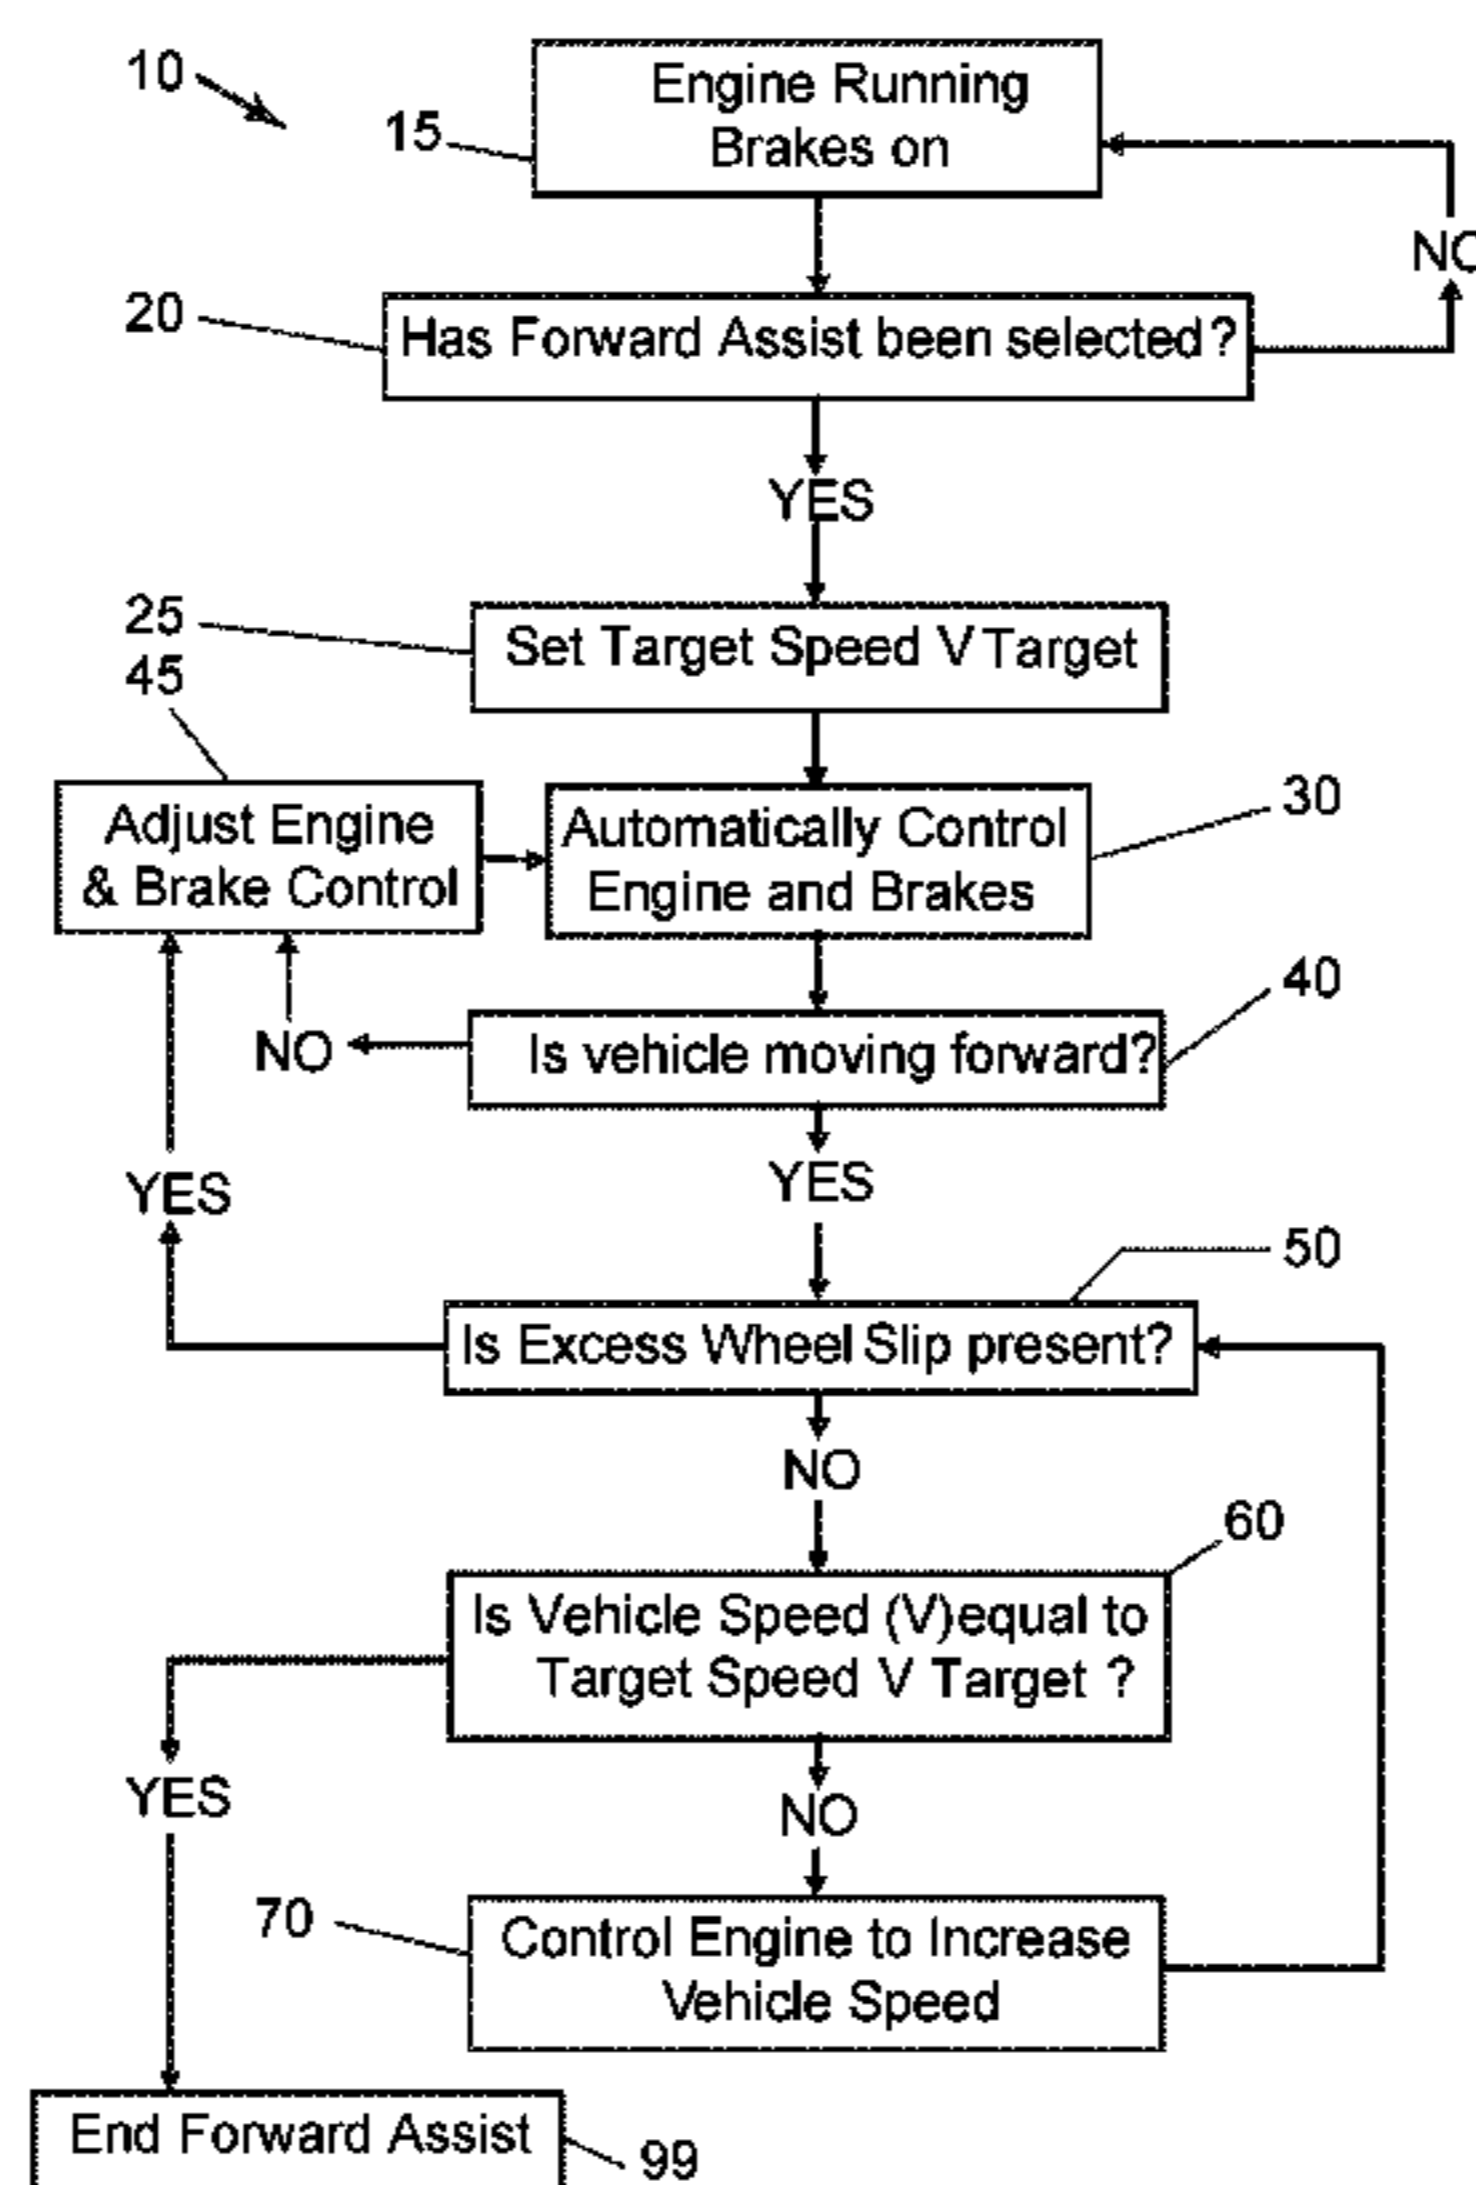 10
Engine Running
15
Brakes on
NO
20
Has Forward Assist been selected?
YES
25
Set Target Speed V Target
45
30
Adjust Engine
& Brake Control
Automatically Control
Engine and Brakes
40
Is vehicle moving forward?
NO
YES
YES
50
Is Excess Wheel Slip present?
NO
60
Is Vehicle Speed (V)equal to
Target Speed V Target ?
YES
NO
70
Control Engine to Increase
Vehicle Speed
End Forward Assist
99